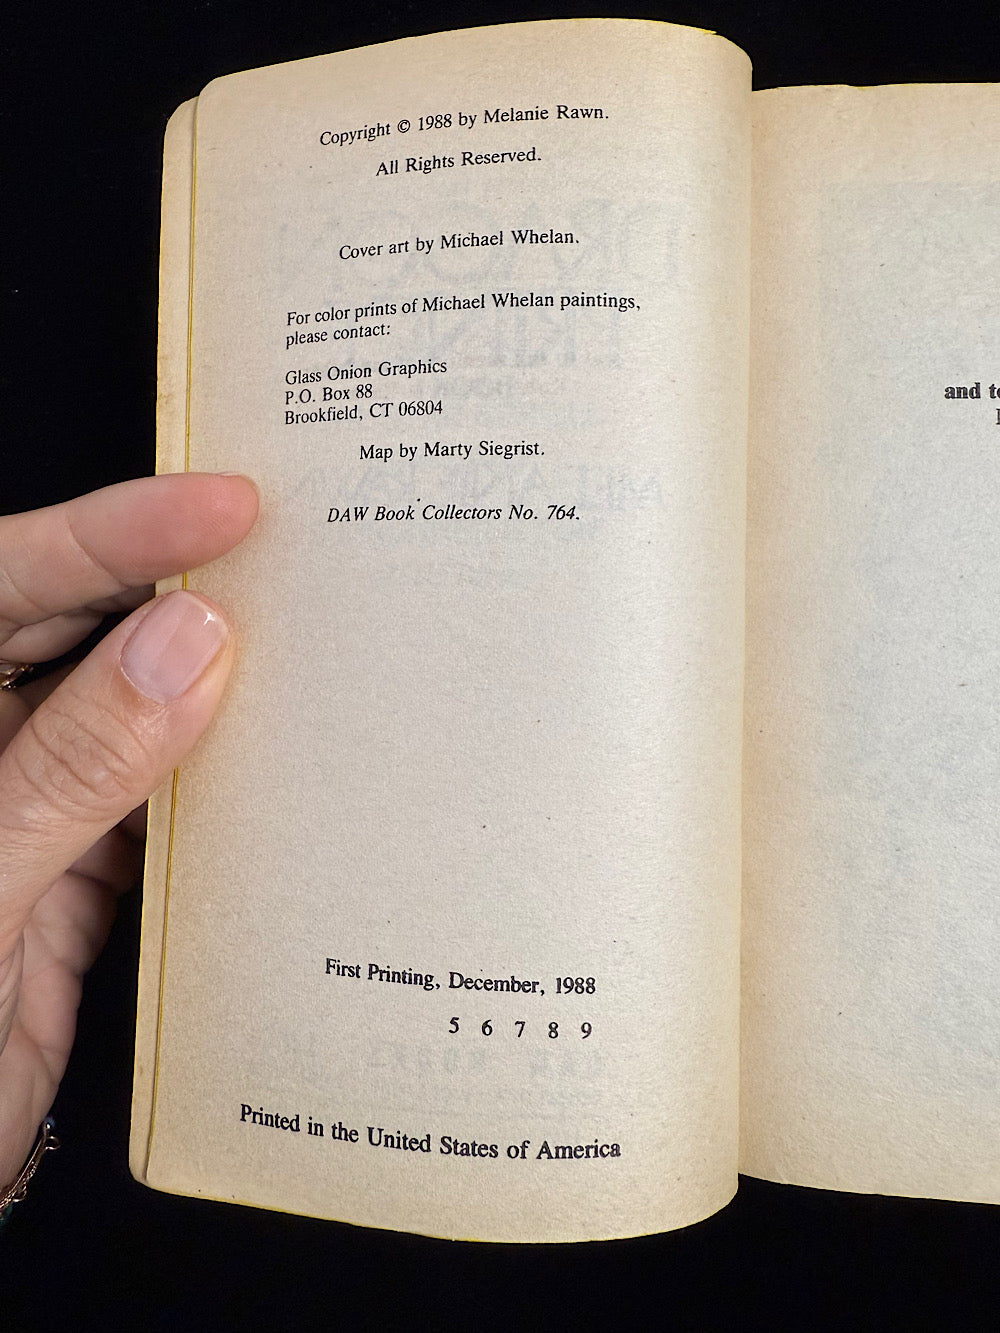 Copyright © 1988 by Melanie Rawn.
All Rights Reserved.
Cover art by Michael Whelan.
For color prints of Michael Whelan paintings,
please contact:
Glass Onion Graphics
P.O. Box 88
Brookfield, CT 06804
Map by Marty Siegrist.
DAW Book Collectors No. 764.
First Printing, December, 1988
5 6 7 8 9
Printed in the United States of America
and